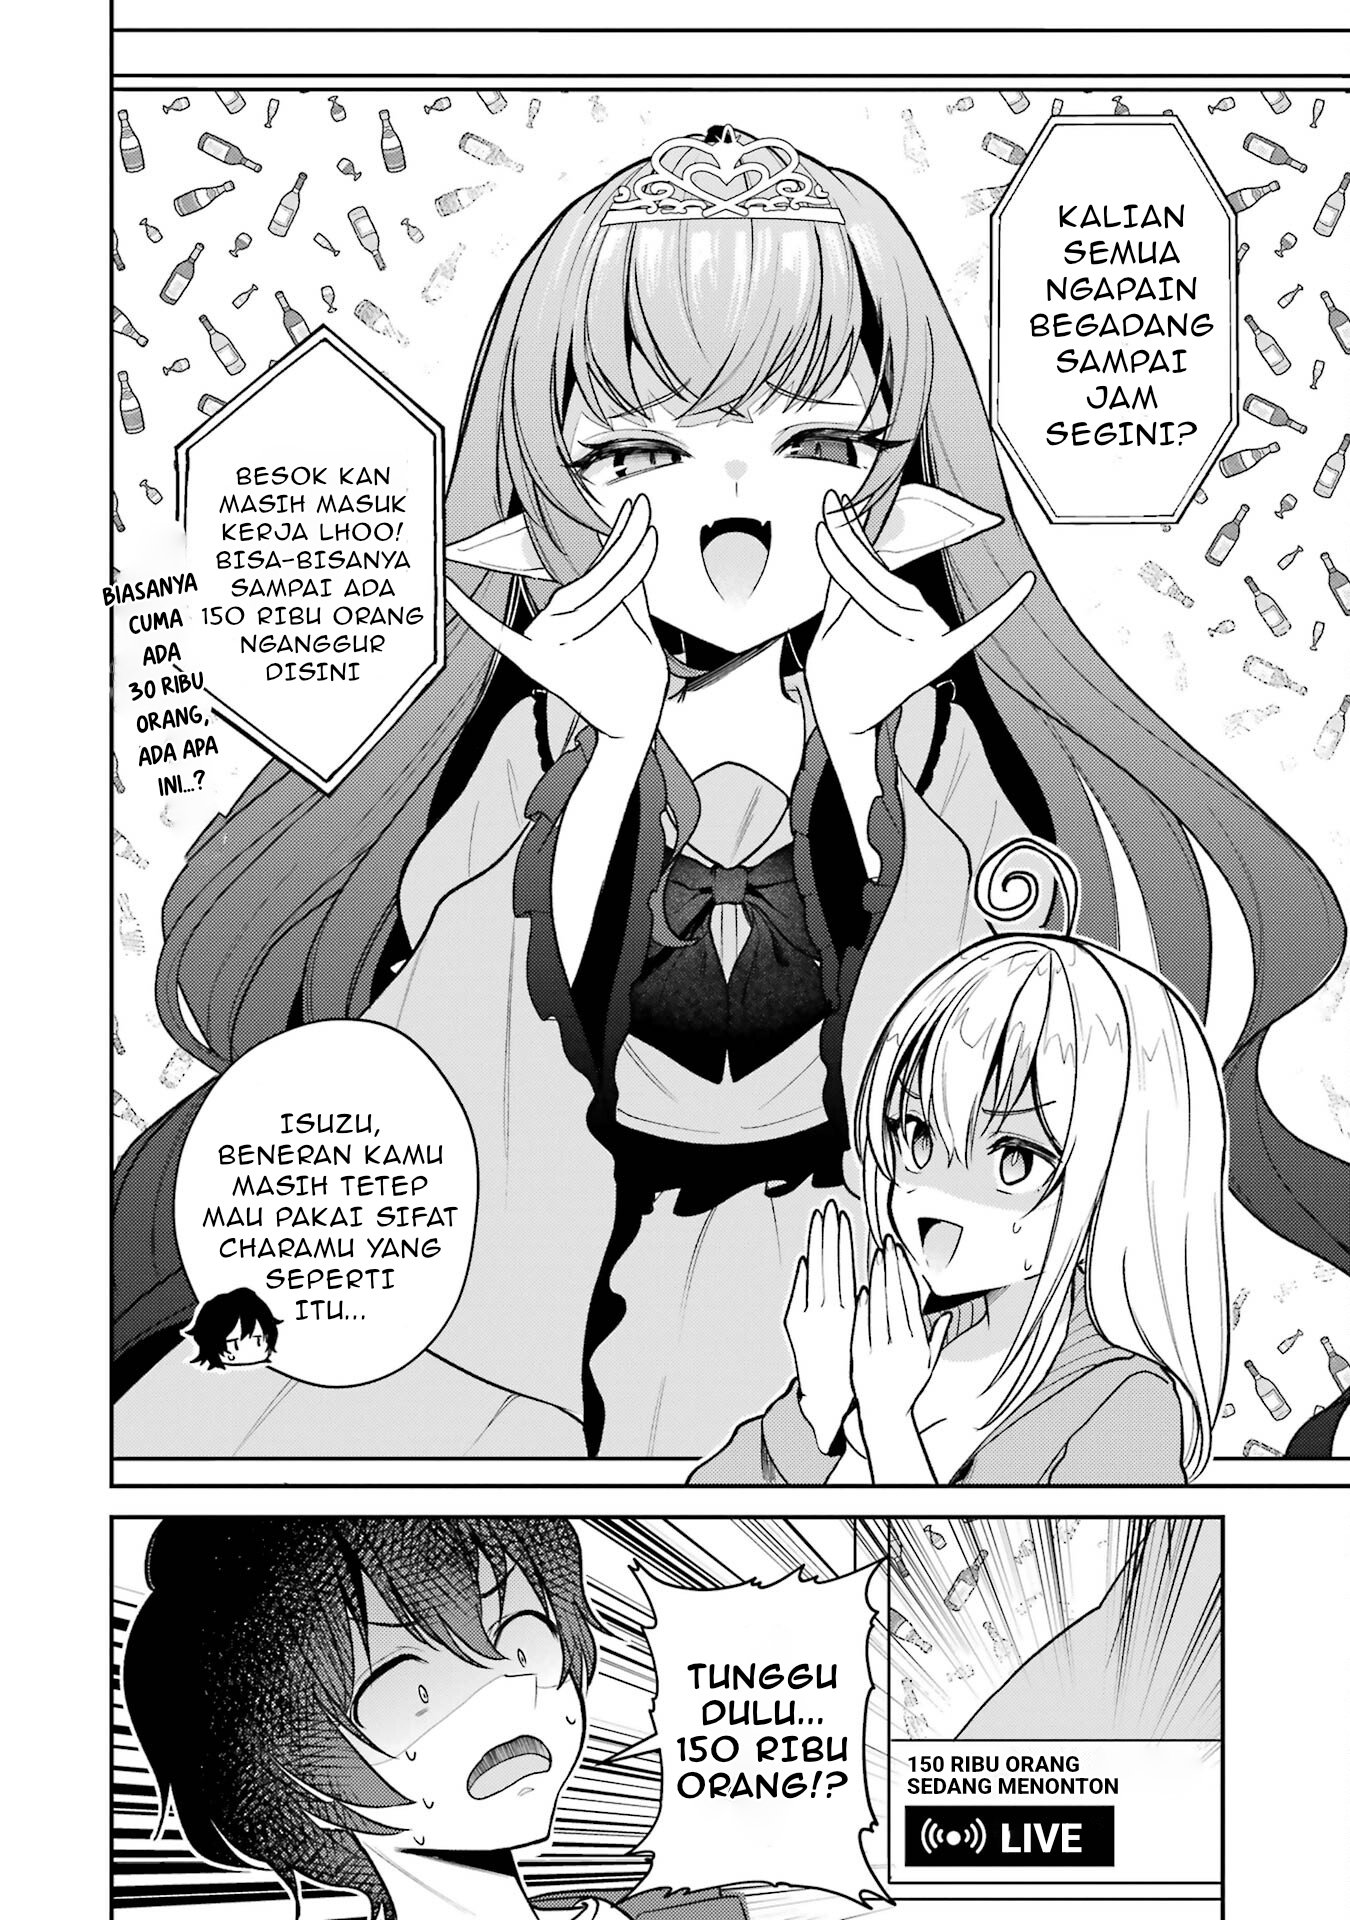 KALIAN
SEMUA
NGAPAIN
BEGADANG
SAMPAI
JAM
SEGINI?
BESOK KAN
MASIH MASUK
KERJA LHOO!
BISA-BISANYA
SAMPAI ADA
150 RIBU ORANG
NGANGGUR
DISINI
BIASANYA
CUMA
ADA
30 RIBU
ORANG,
ADA APA
INI...?
ISUZU,
BENERAN KAMU
MASIH TETEP
MAU PAKAI SIFAT
CHARAMU YANG
SEPERTI
ITU...
150 RIBU ORANG
SEDANG MENONTON
LIVE
TUNGGU
DULU...
150 RIBU
ORANG!?